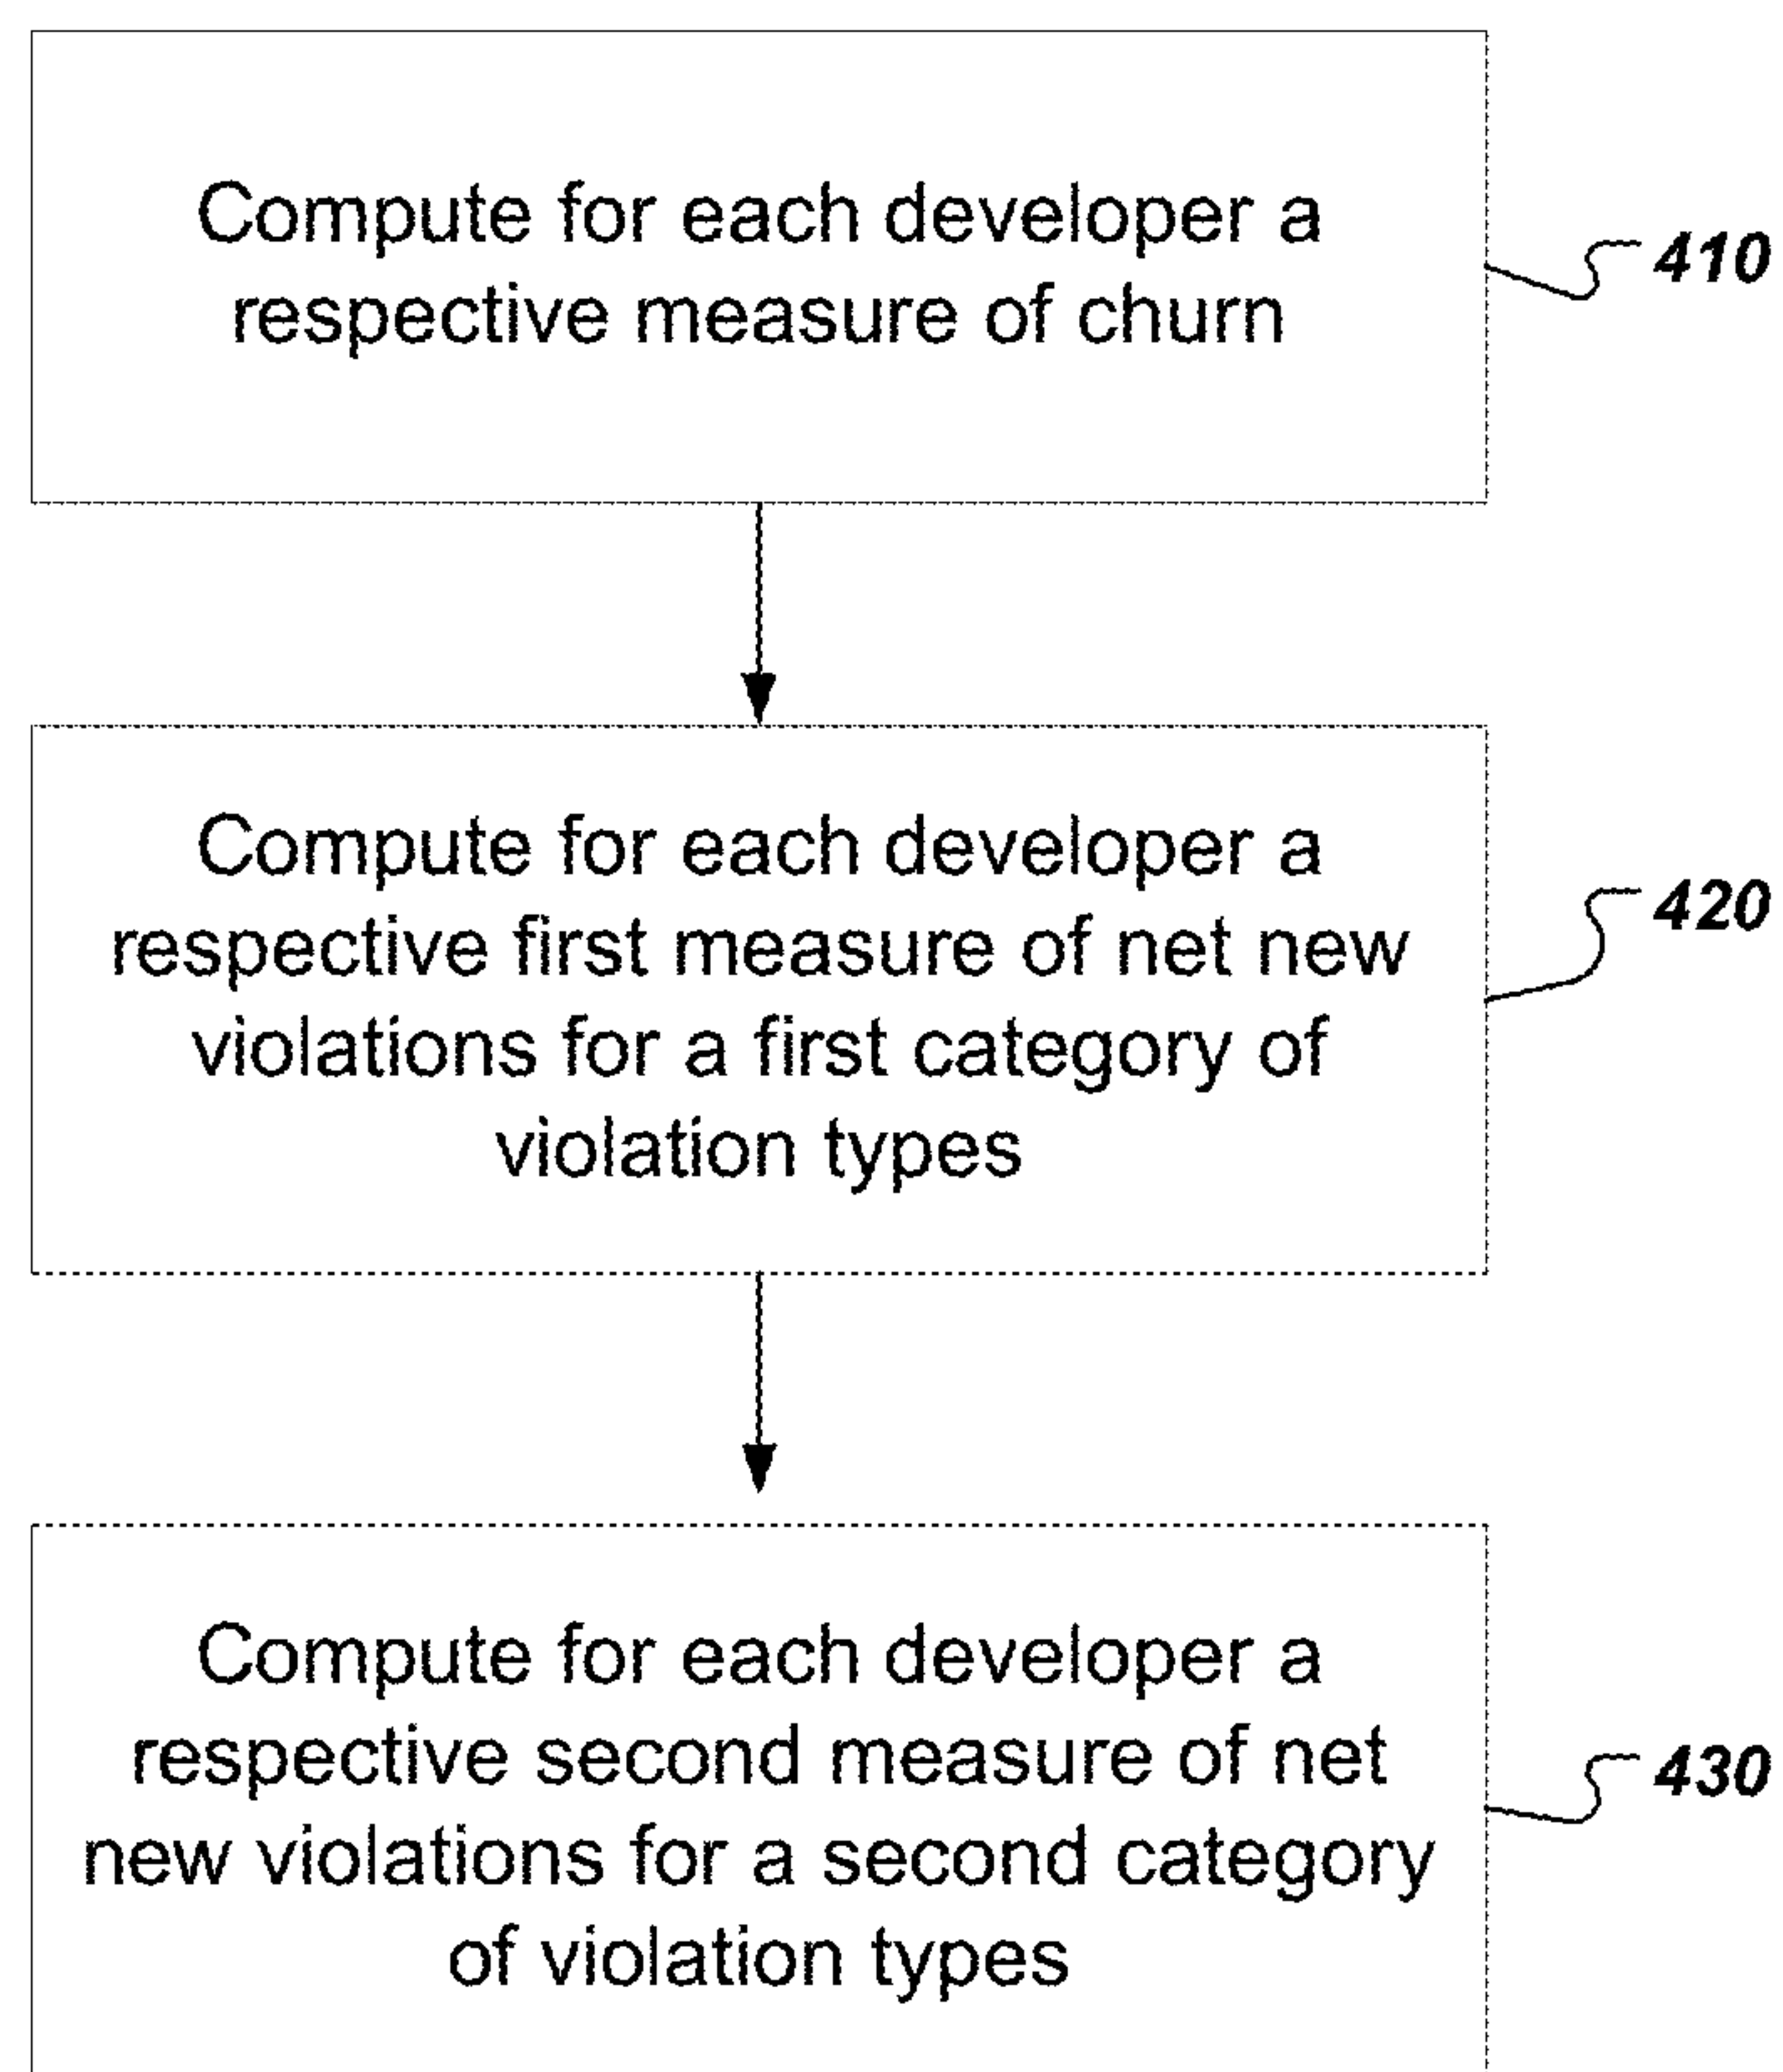 Compute for each developer a
respective measure of churn
410
Compute for each developer a
respective first measure of net new
violations for a first category of
violation types
420
Compute for each developer a
respective second measure of net
new violations for a second category
of violation types
430